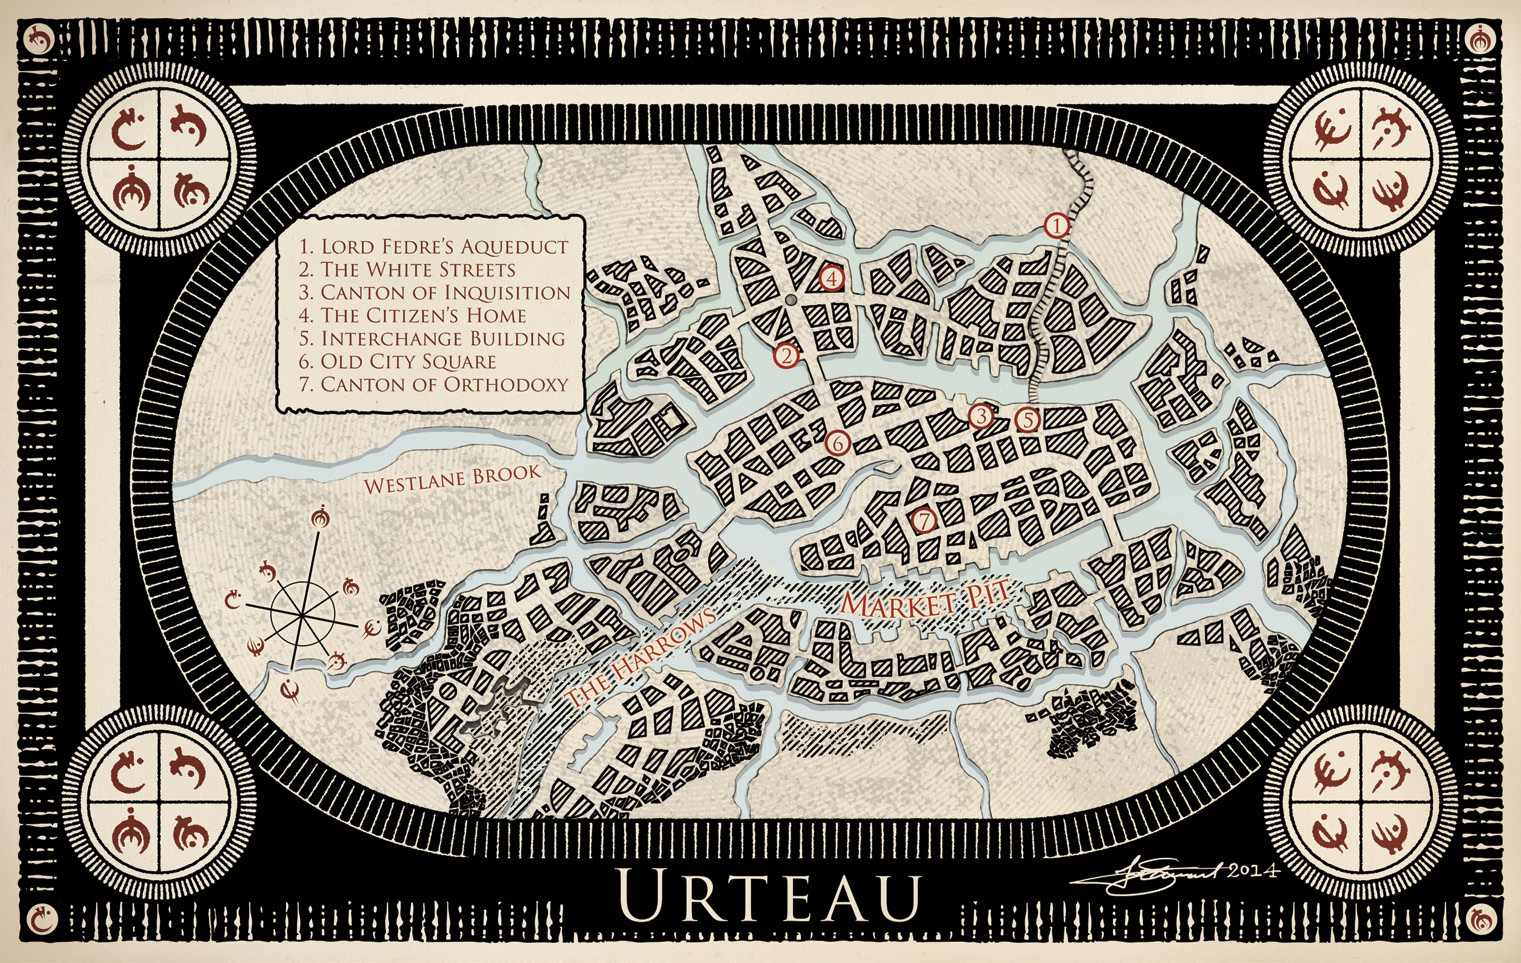 1. Lord Fedre's Aqueduct
2. The White Streets
3. Canton of Inquisition
4. The Citizen's Home
5. Interchange Building
6. Old City Square
7. Canton of Orthodoxy
1
4
2
3
5
6
7
Westlane Brook
Market Pit
The Harrows
Urteau
2014